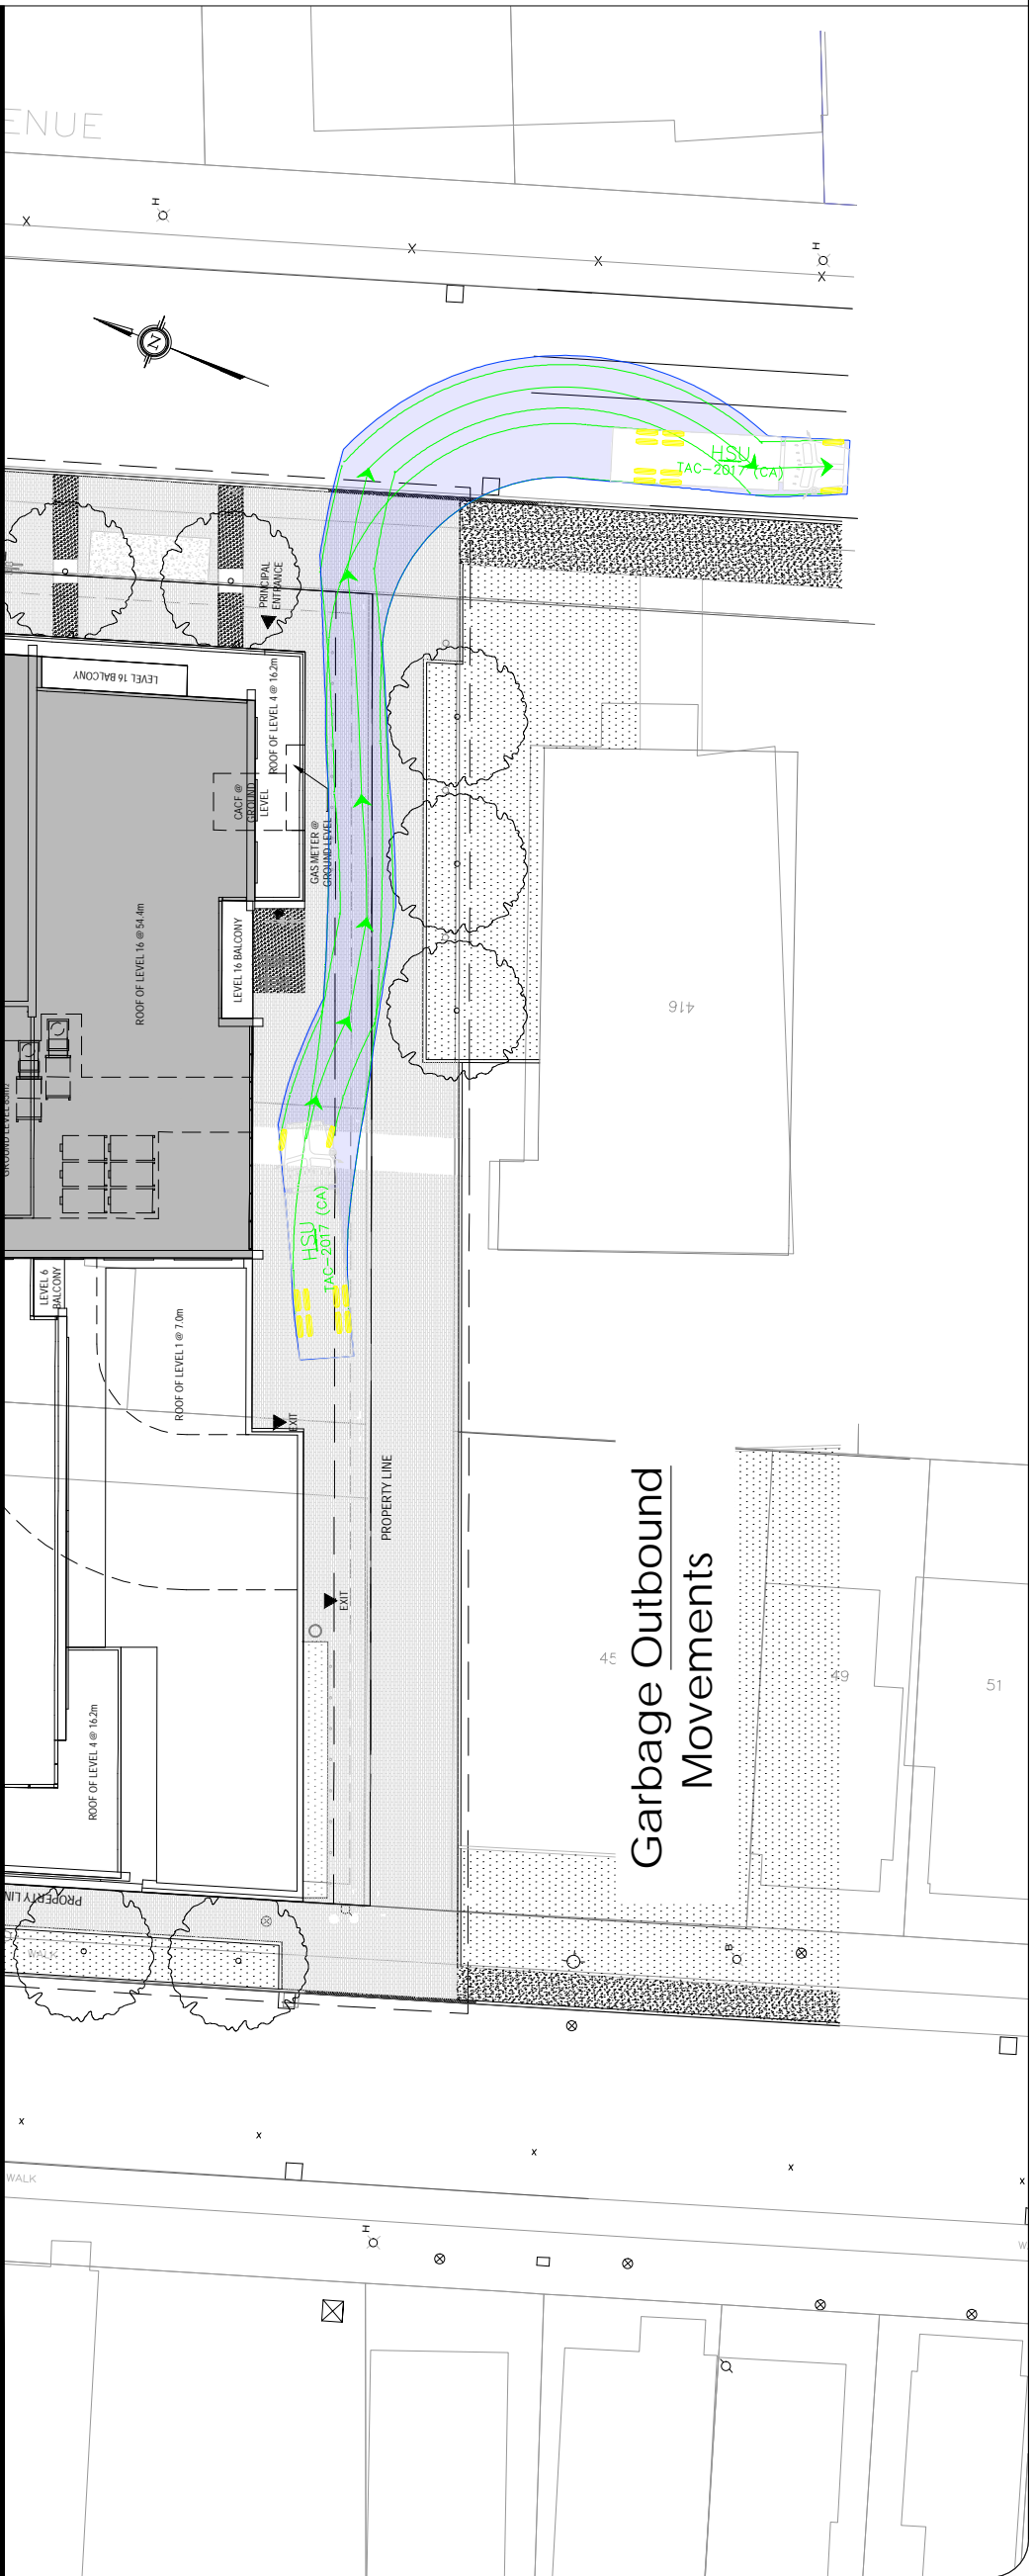 ENUE
H
X
X
X
H
X
N
HSU
TAC-2017 (CA)
PRINCIPAL
ENTRANCE
LEVEL 16 BALCONY
ROOF OF LEVEL 4 @ 16.2m
CACF @
GROUND
LEVEL
GAS METER @
GROUND LEVEL
ROOF OF LEVEL 16 @ 54.4m
LEVEL 16 BALCONY
416
HSU
TAC-2017 (CA)
LEVEL 6
BALCONY
ROOF OF LEVEL 1 @ 7.0m
EXIT
PROPERTY LINE
EXIT
Garbage Outbound
Movements
45
49
51
ROOF OF LEVEL 4 @ 16.2m
PROPERTY LIN
WALK
B
x
x
x
x
x
WALK
W
H